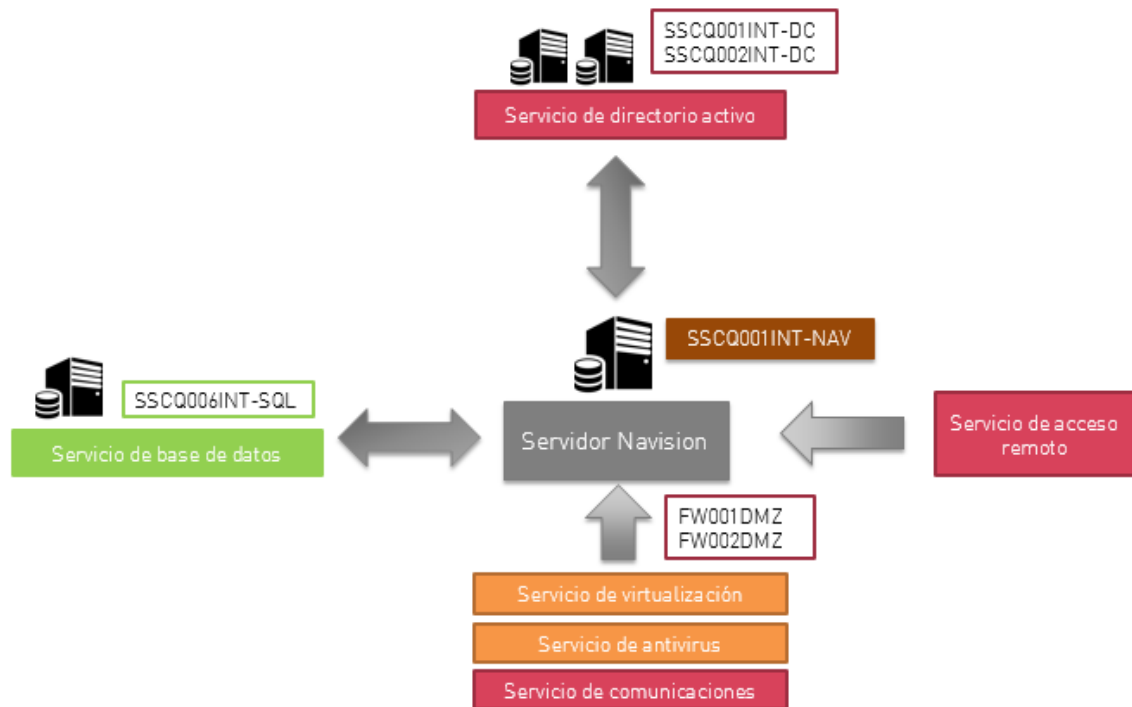 SSCQ001INT-DC
SSCQ002INT-DC
Servicio de directorio activo
SSCQ001INT-NAV
SSCQ006INT-SQL
Servicio de base de datos
Servidor Navision
Servicio de acceso
remoto
FW001DMZ
FW002DMZ
Servicio de virtualización
Servicio de antivirus
Servicio de comunicaciones